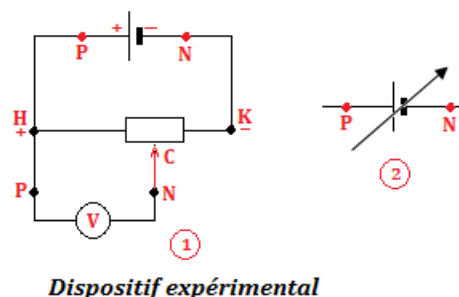 + −
P N
H K
+ −
C
P N
V
1
P N
2
Dispositif expérimental